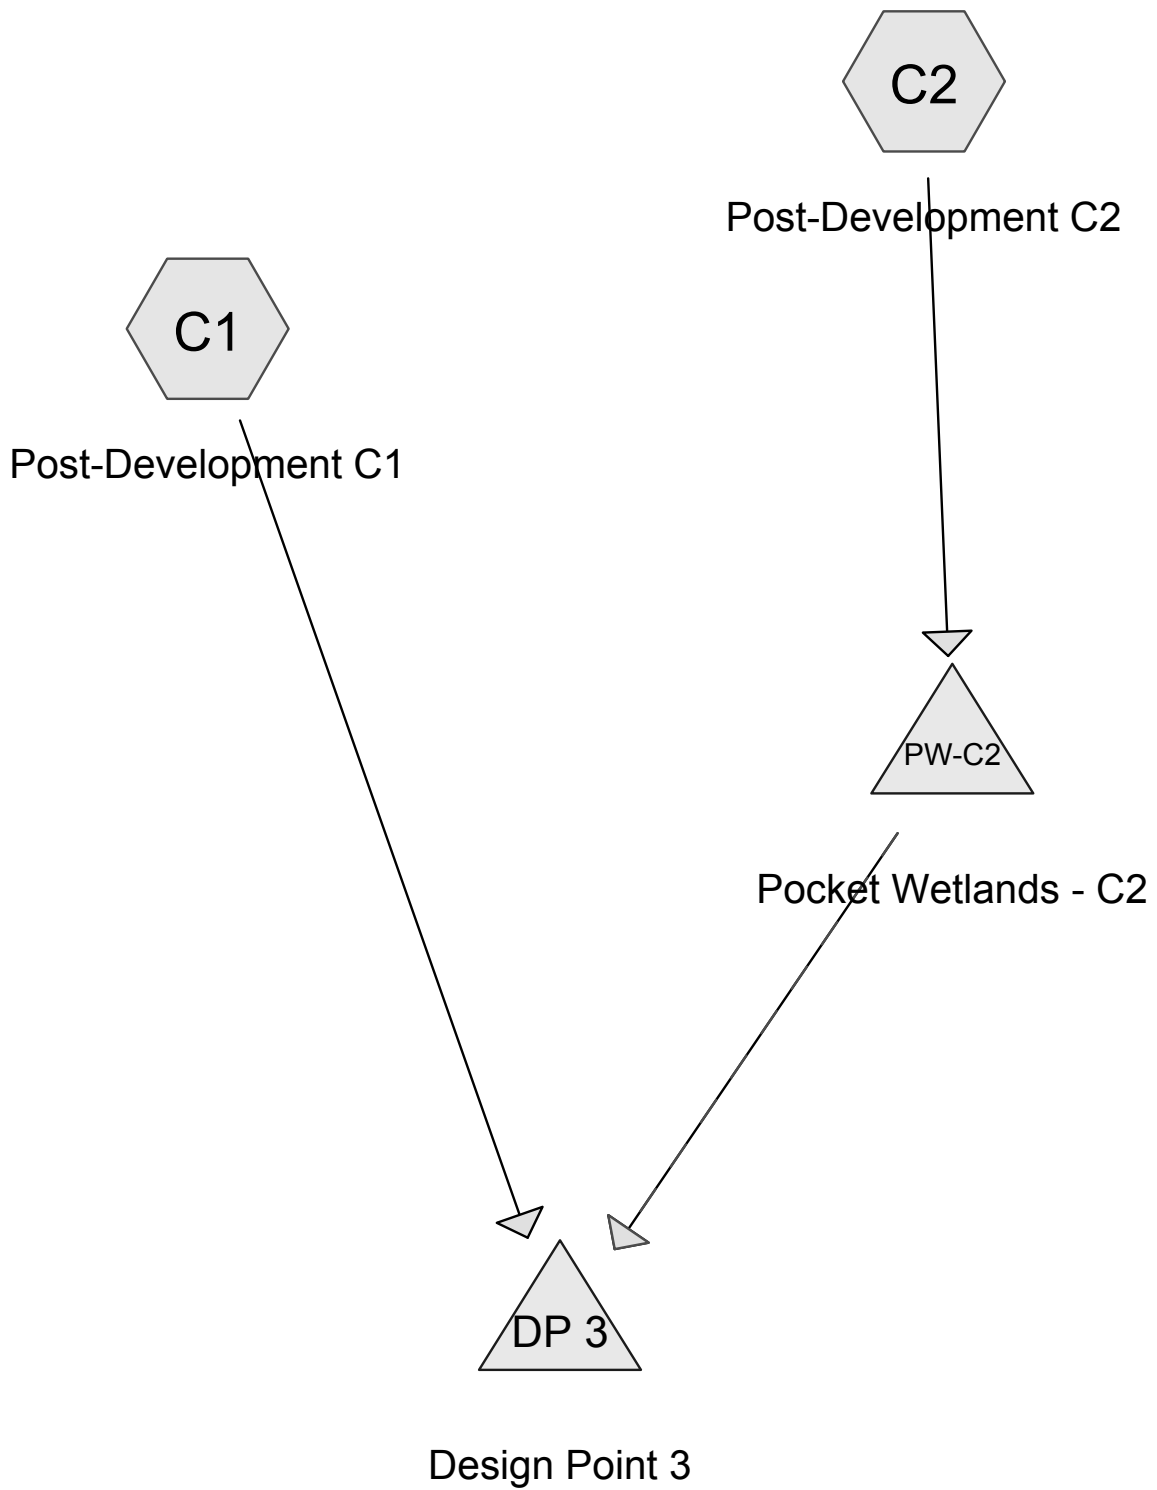 C2
Post-Development C2
C1
Post-Development C1
PW-C2
Pocket Wetlands - C2
DP 3
Design Point 3